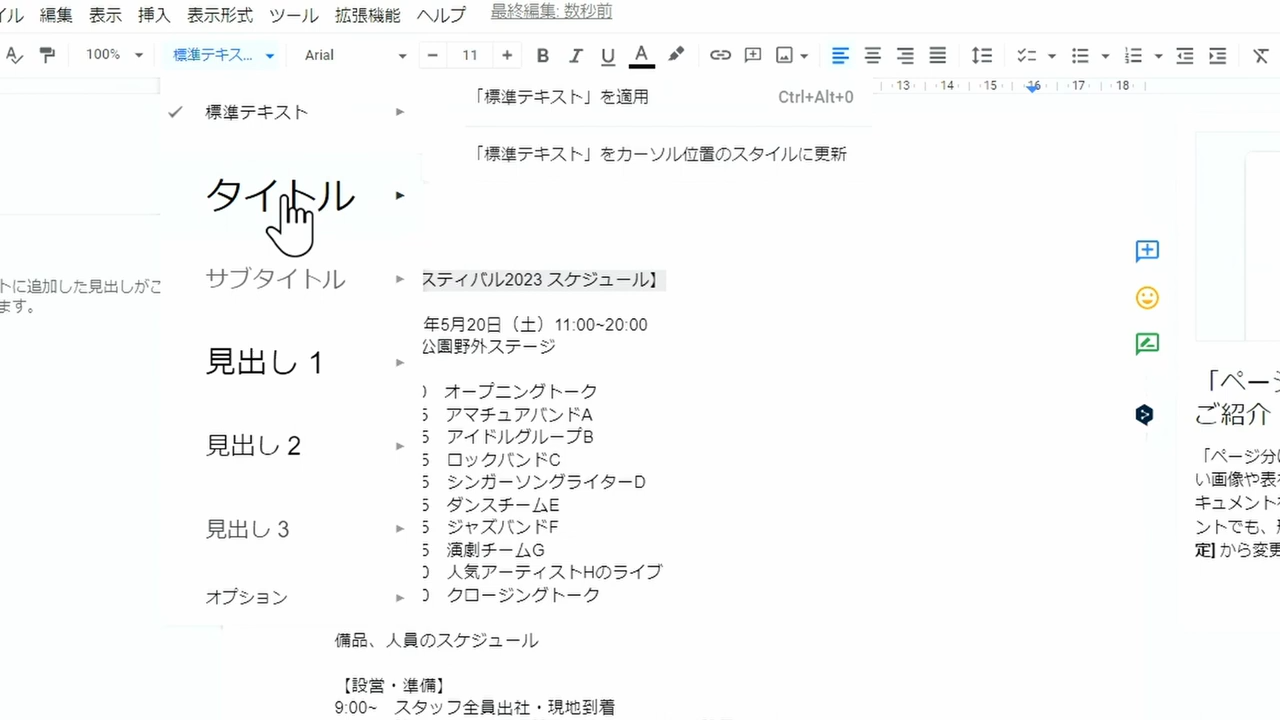 イル 編集 表示 挿入 表示形式 ツール 拡張機能 ヘルプ 最終編集: 数秒前
100% 標準テキス... Arial 11 B I U A
13 14 15 16 17 18
標準テキスト
「標準テキスト」を適用 Ctrl+Alt+0
「標準テキスト」をカーソル位置のスタイルに更新
タイトル
サブタイトル
見出し 1
見出し 2
見出し 3
オプション
トに追加した見出しがこ
ます。
スティバル2023 スケジュール】
年5月20日（土）11:00~20:00
公園野外ステージ
オープニングトーク
5 アマチュアバンドA
5 アイドルグループB
5 ロックバンドC
5 シンガーソングライターD
5 ダンスチームE
5 ジャズバンドF
5 演劇チームG
0 人気アーティストHのライブ
0 クロージングトーク
備品、人員のスケジュール
【設営・準備】
9:00~ スタッフ全員出社・現地到着
「ページ
ご紹介
「ページ分け
い画像や表を
キュメントを
ントでも、
定] から変更